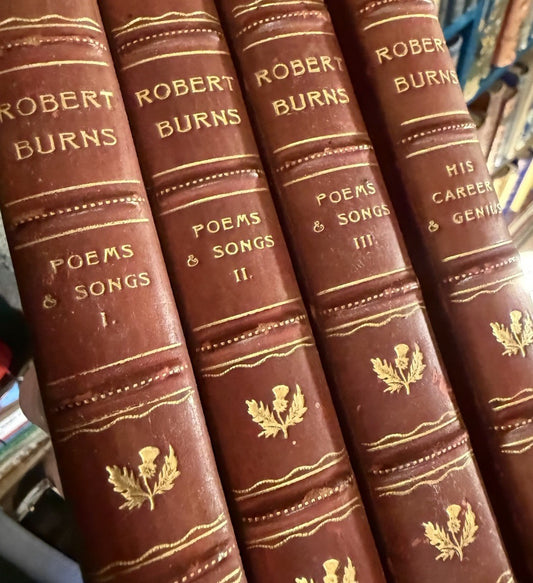 ROBERT
BURNS
POEMS
& SONGS
I.
ROBERT
BURNS
POEMS
& SONGS
II.
ROBERT
BURNS
POEMS
& SONGS
III
ROBERT
BURNS
HIS
CAREER
& GENIUS